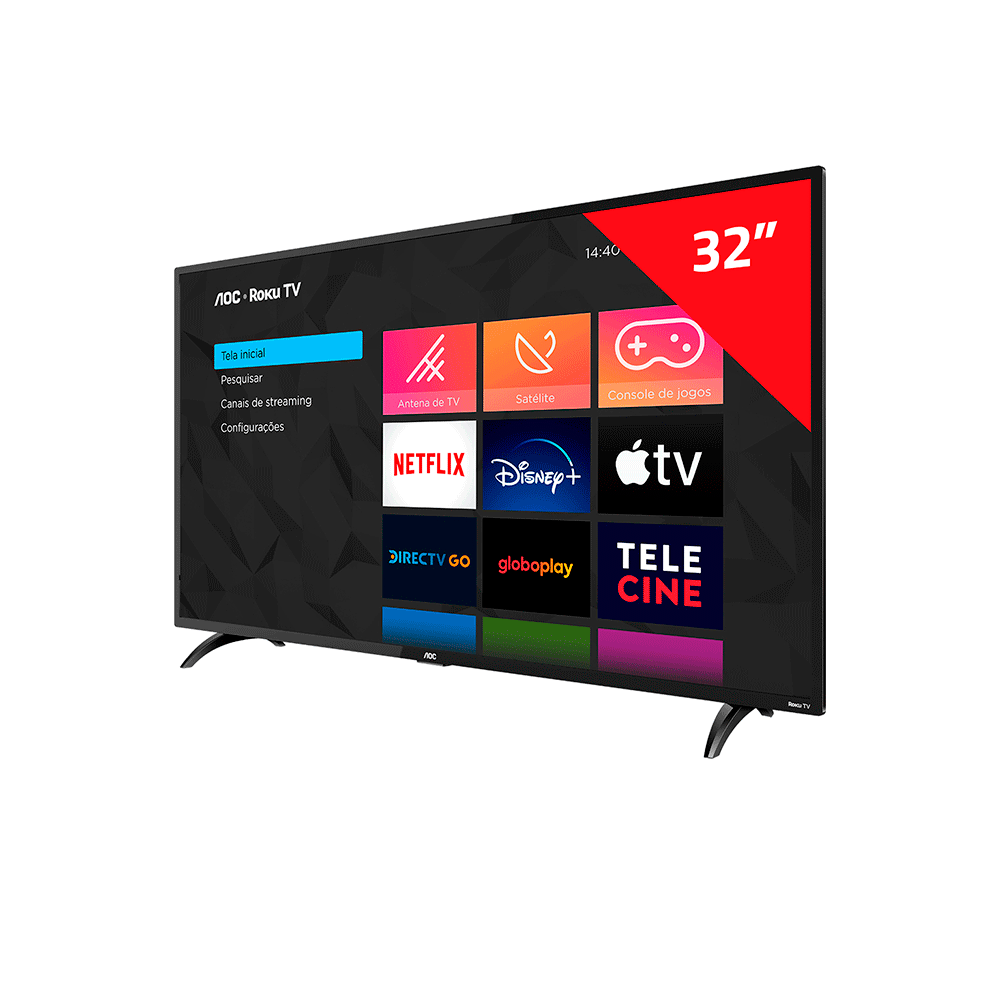 32”
14:40
AOC • Roku TV
Tela inicial
Pesquisar
Canais de streaming
Configurações
Antena de TV
Satélite
Console de jogos
NETFLIX
Disney+
tv
DIRECTV GO
globoplay
TELE
CINE
AOC
Roku TV